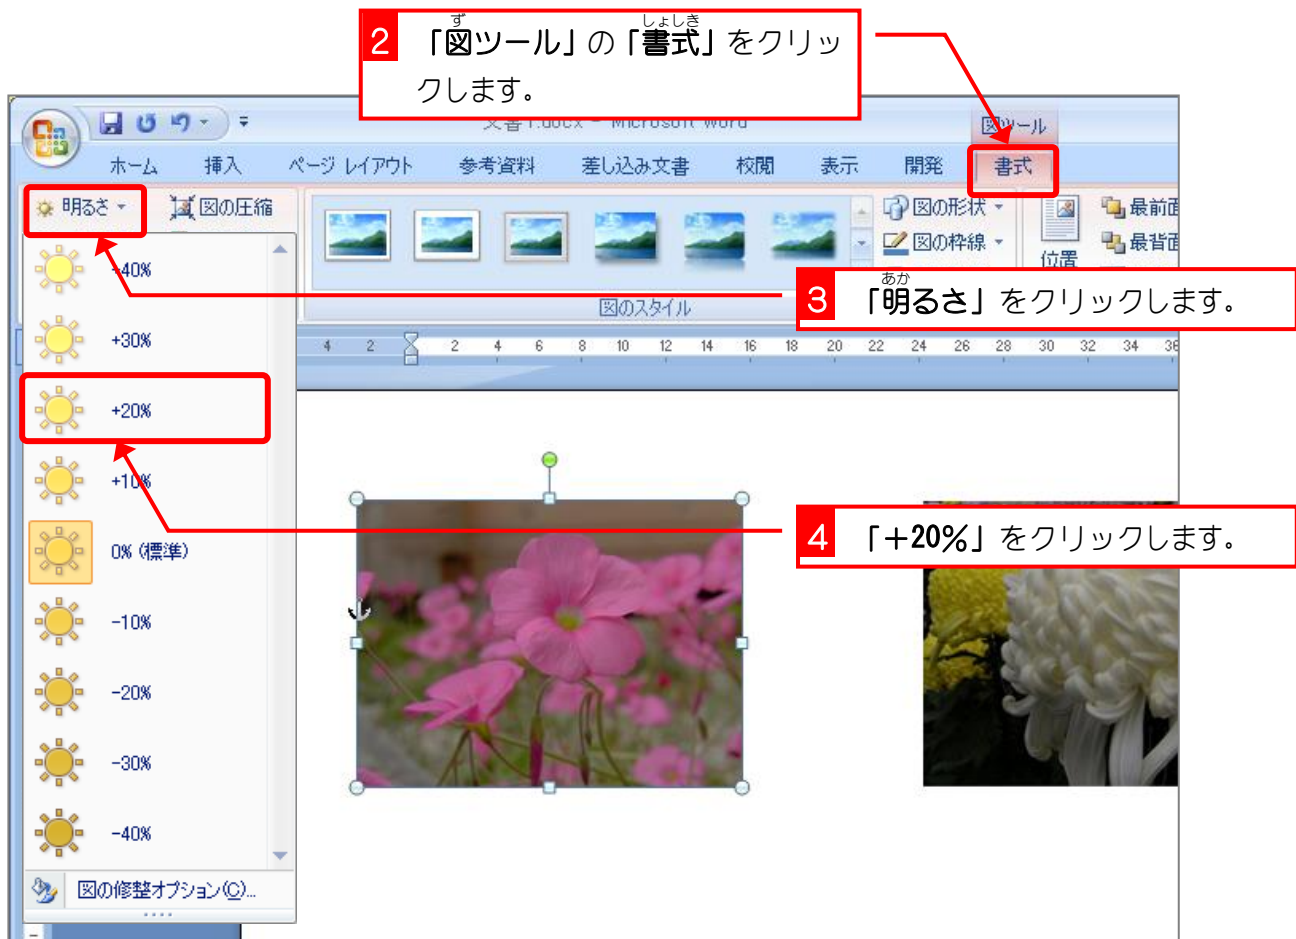 2 「図ツール」の「書式」をクリッ
ず しょしき
クします。
図ツール
ホーム 挿入 ページ レイアウト 参考資料 差し込み文書 校閲 表示 開発 書式
明るさ 図の圧縮 図の形状 最前面
図の枠線 最背面
位置
図のスタイル
3 「明るさ」をクリックします。
あか
4 2 2 4 6 8 10 12 14 16 18 20 22 24 26 28 30 32 34 36
+40%
+30%
+20%
+10%
0% (標準)
-10%
-20%
-30%
-40%
図の修整オプション(C)...
4 「+20%」をクリックします。